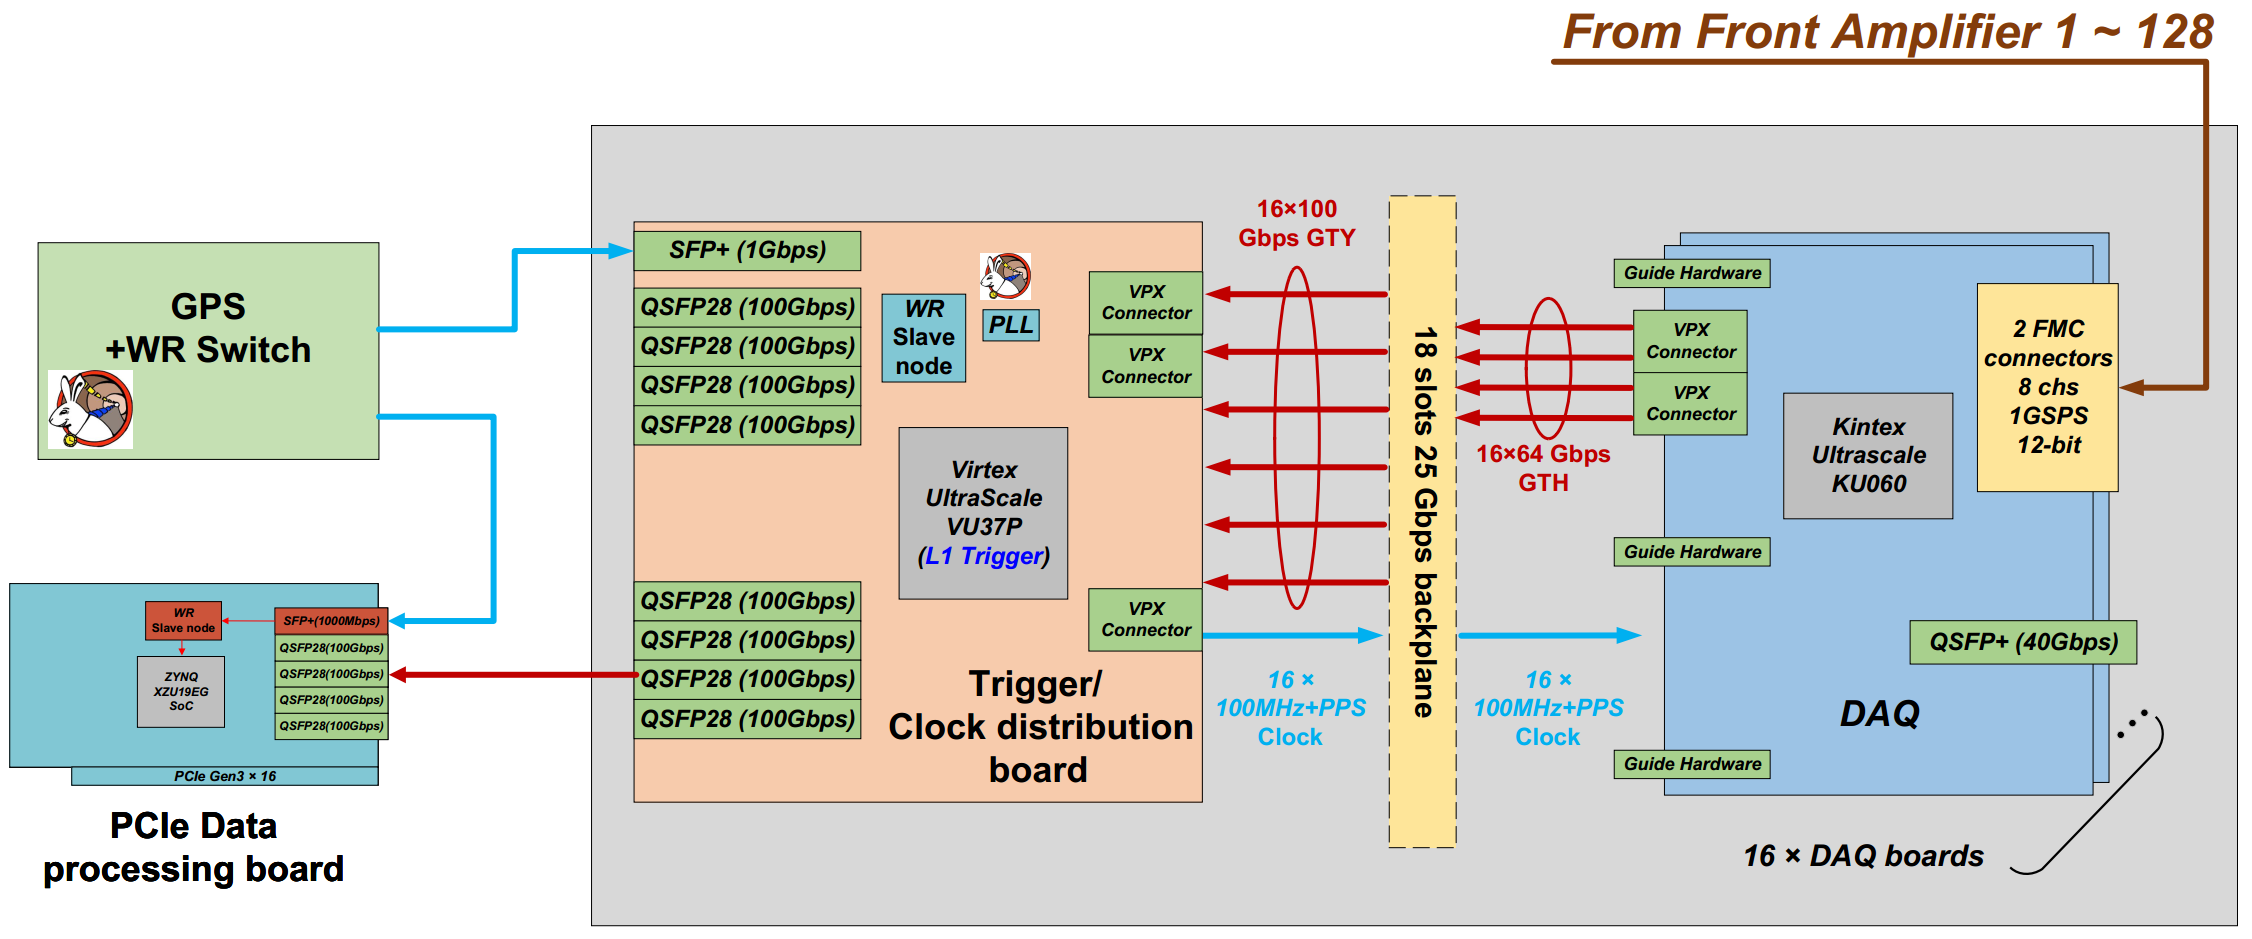 From Front Amplifier 1 ~ 128
GPS
+WR Switch
SFP+ (1Gbps)
QSFP28 (100Gbps)
QSFP28 (100Gbps)
QSFP28 (100Gbps)
QSFP28 (100Gbps)
WR
Slave
node
PLL
VPX
Connector
VPX
Connector
Virtex
UltraScale
VU37P
(L1 Trigger)
QSFP28 (100Gbps)
QSFP28 (100Gbps)
QSFP28 (100Gbps)
QSFP28 (100Gbps)
VPX
Connector
Trigger/
Clock distribution
board
16×100
Gbps GTY
16 ×
100MHz+PPS
Clock
18 slots 25 Gbps backplane
16×64 Gbps
GTH
16 ×
100MHz+PPS
Clock
Guide Hardware
VPX
Connector
VPX
Connector
Guide Hardware
Guide Hardware
2 FMC
connectors
8 chs
1GSPS
12-bit
Kintex
Ultrascale
KU060
QSFP+ (40Gbps)
DAQ
16 × DAQ boards
WR
Slave node
SFP+(1000Mbps)
QSFP28(100Gbps)
QSFP28(100Gbps)
QSFP28(100Gbps)
QSFP28(100Gbps)
ZYNQ
XZU19EG
SoC
PCIe Gen3 × 16
PCIe Data
processing board